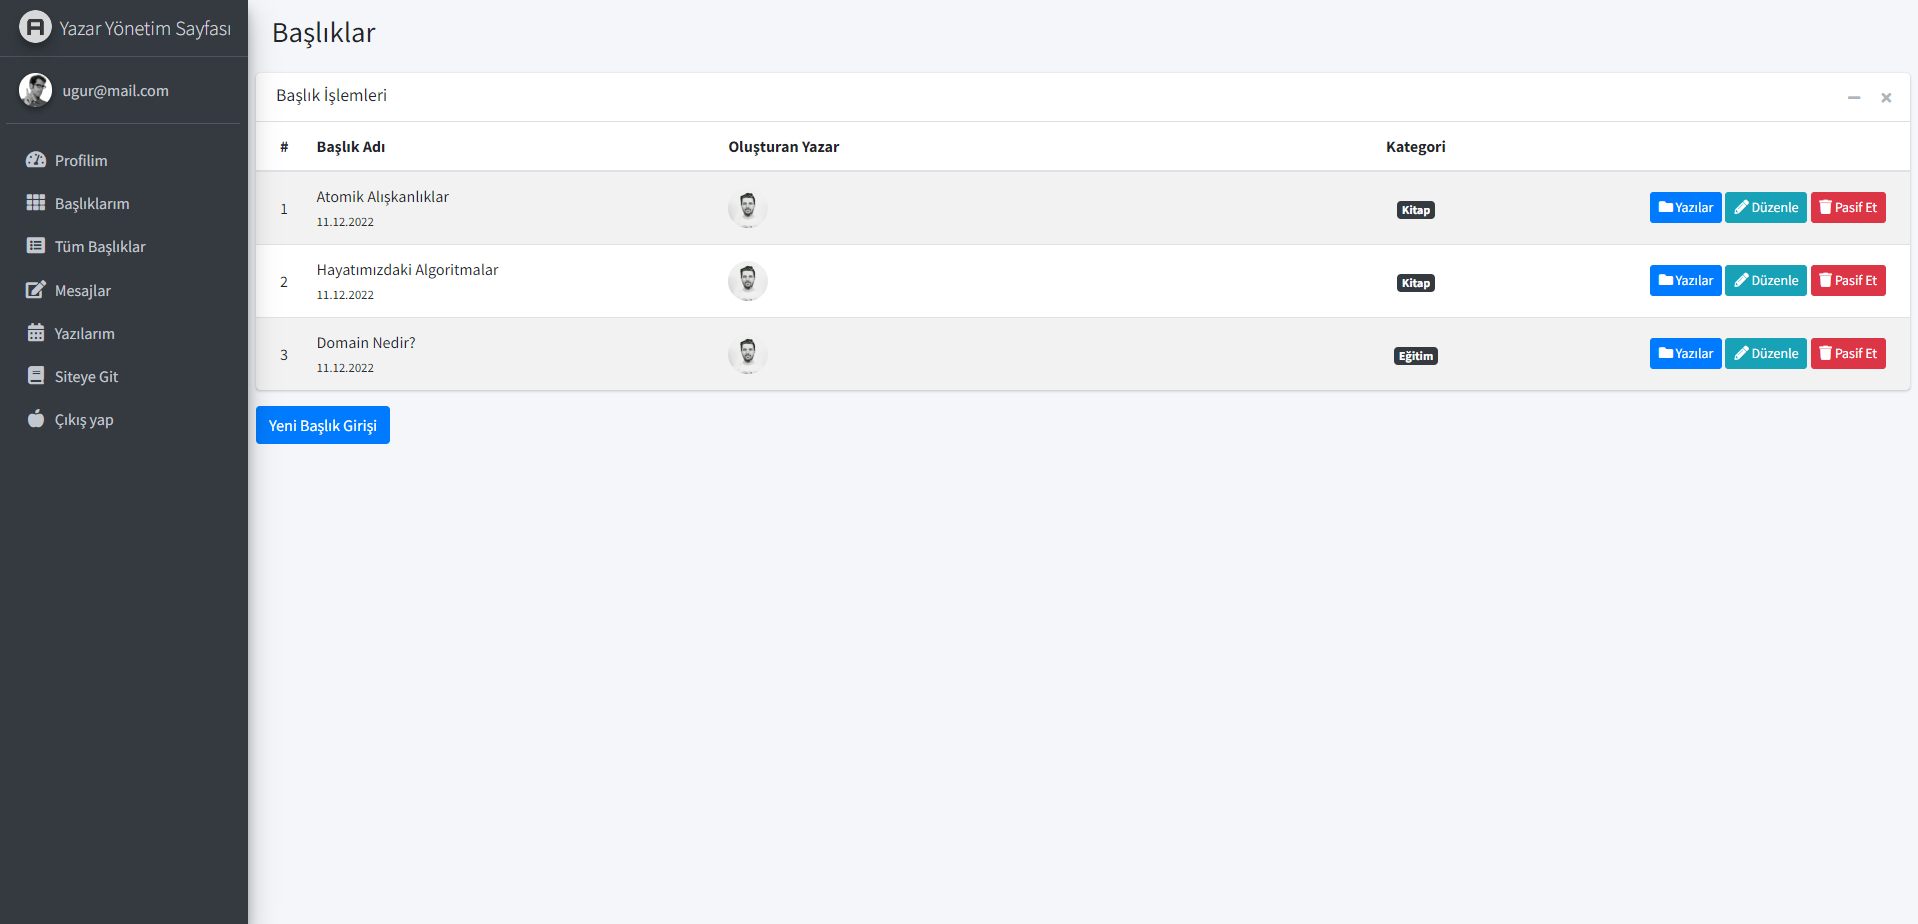 Yazar Yönetim Sayfası
ugur@mail.com
Profilim
Başlıklarım
Tüm Başlıklar
Mesajlar
Yazılarım
Siteye Git
Çıkış yap
Başlıklar
Başlık İşlemleri
# Başlık Adı Oluşturan Yazar Kategori
1 Atomik Alışkanlıklar Kitap Yazılar Düzenle Pasif Et
11.12.2022
2 Hayatımızdaki Algoritmalar Kitap Yazılar Düzenle Pasif Et
11.12.2022
3 Domain Nedir? Eğitim Yazılar Düzenle Pasif Et
11.12.2022
Yeni Başlık Girişi